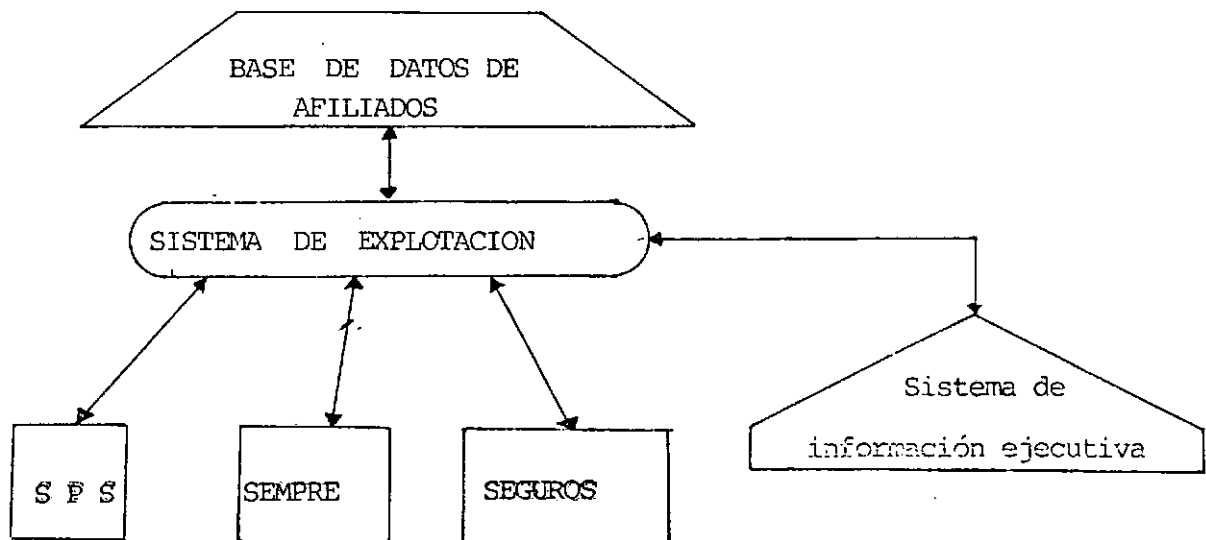 BASE DE DATOS DE
AFILIADOS
SISTEMA DE EXPLOTACION
Sistema de
información ejecutiva
S P S
SEMPRE
SEGUROS